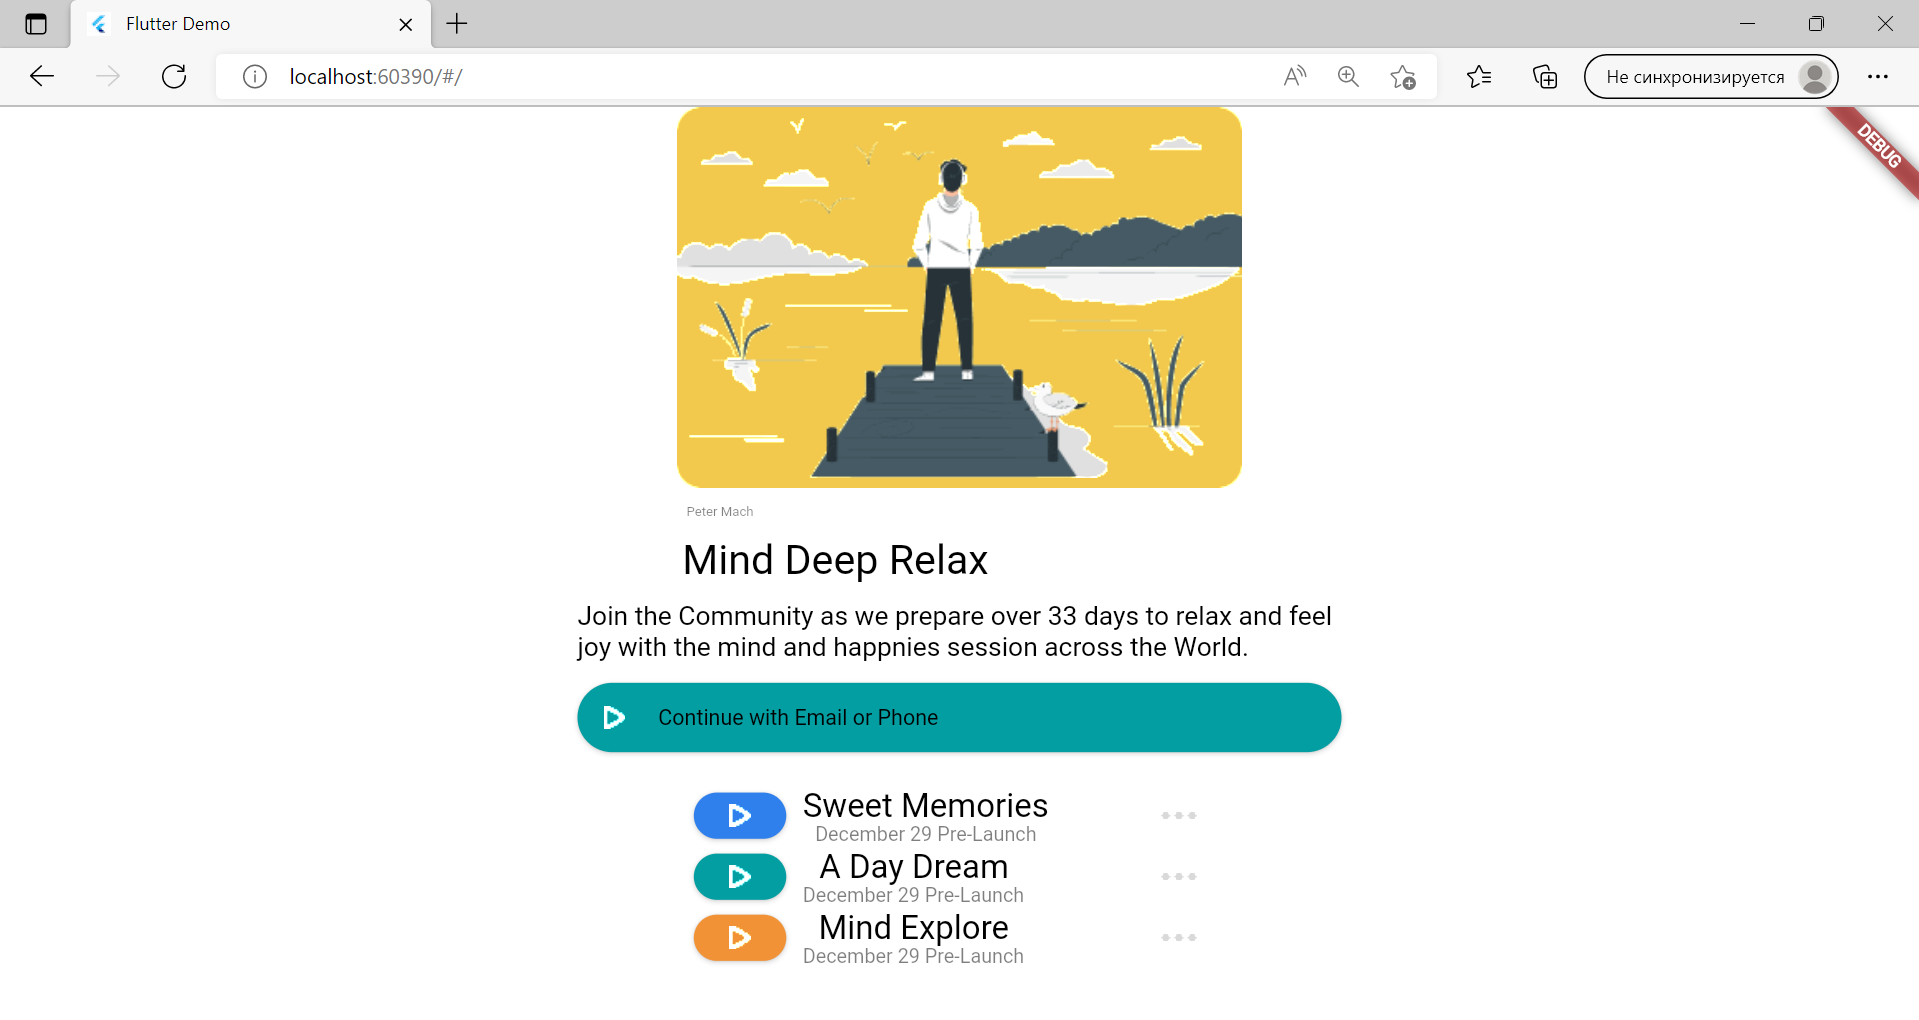 Flutter Demo
localhost:60390/#/
Не синхронизируется
DEBUG
Peter Mach
Mind Deep Relax
Join the Community as we prepare over 33 days to relax and feel
joy with the mind and happnies session across the World.
Continue with Email or Phone
Sweet Memories
December 29 Pre-Launch
A Day Dream
December 29 Pre-Launch
Mind Explore
December 29 Pre-Launch